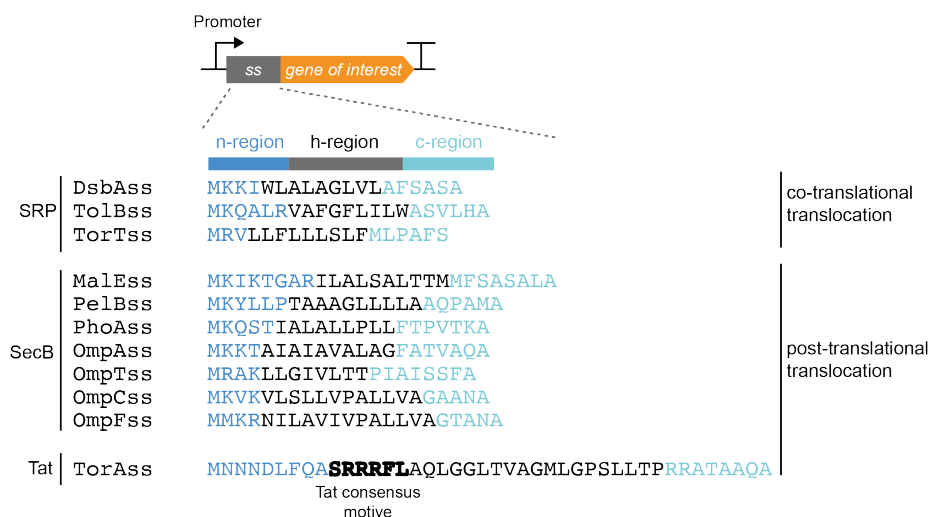 Promoter
ss gene of interest
n-region h-region c-region
SRP
DsbAss MKKIWLALAGLVLAFSASA
TolBss MKQALRVAFGFLILWASVLHA
TorTss MRVLLFLLLSLFMLPAFS
co-translational
translocation
SecB
MalEss MKIKTGARILALSALTTMMFSASALA
PelBss MKYLLPTAAAGLLLLAAQPAMA
PhoAss MKQSTIALALLPLLFTPVTKA
OmpAss MKKTAIAIAVALAGFATVAQA
OmpTss MRAKLLGIVLTTPIAISSFA
OmpCss MKVKVLSLLVPALLVAGAANA
OmpFss MMKRNILAVIVPALLVAGTANA
post-translational
translocation
Tat
TorAss MNNNDLFQASRRRFLAQLGGLTVAGMLGPSLLTPRRATAAQA
Tat consensus
motive